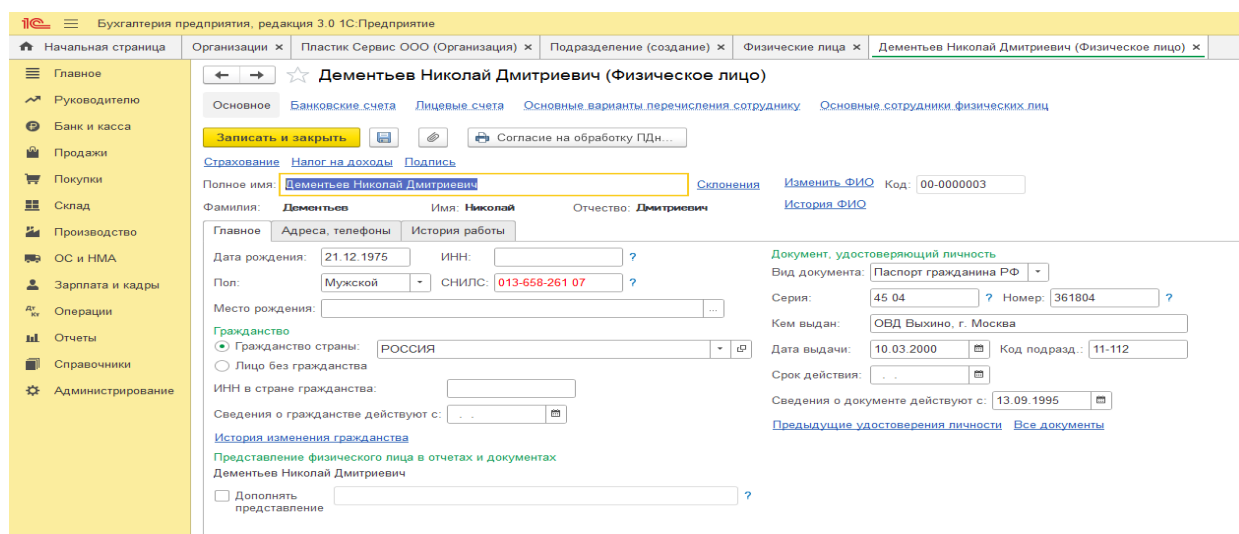 1С Бухгалтерия предприятия, редакция 3.0 1С:Предприятие
Начальная страница Организации × Пластик Сервис ООО (Организация) × Подразделение (создание) × Физические лица × Дементьев Николай Дмитриевич (Физическое лицо) ×
Главное
Руководителю
Банк и касса
Продажи
Покупки
Склад
Производство
ОС и НМА
Зарплата и кадры
Операции
Отчеты
Справочники
Администрирование
Дементьев Николай Дмитриевич (Физическое лицо)
Основное Банковские счета Лицевые счета Основные варианты перечисления сотруднику Основные сотрудники физических лиц
Записать и закрыть Согласие на обработку ПДн...
Страхование Налог на доходы Подпись
Полное имя: Дементьев Николай Дмитриевич Склонения Изменить ФИО Код: 00-0000003
Фамилия: Дементьев Имя: Николай Отчество: Дмитриевич История ФИО
Главное Адреса, телефоны История работы
Дата рождения: 21.12.1975 ИНН: ?
Пол: Мужской СНИЛС: 013-658-261 07 ?
Место рождения: ...
Гражданство
Гражданство страны: РОССИЯ
Лицо без гражданства
ИНН в стране гражданства:
Сведения о гражданстве действуют с: . .
История изменения гражданства
Представление физического лица в отчетах и документах
Дементьев Николай Дмитриевич
Дополнять представление ?
Документ, удостоверяющий личность
Вид документа: Паспорт гражданина РФ
Серия: 45 04 ? Номер: 361804 ?
Кем выдан: ОВД Выхино, г. Москва
Дата выдачи: 10.03.2000 Код подразд.: 11-112
Срок действия: . .
Сведения о документе действуют с: 13.09.1995
Предыдущие удостоверения личности Все документы